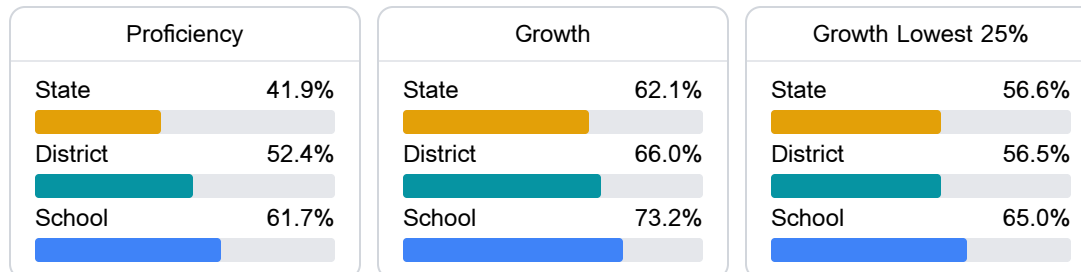 Proficiency
State 41.9%
District 52.4%
School 61.7%
Growth
State 62.1%
District 66.0%
School 73.2%
Growth Lowest 25%
State 56.6%
District 56.5%
School 65.0%